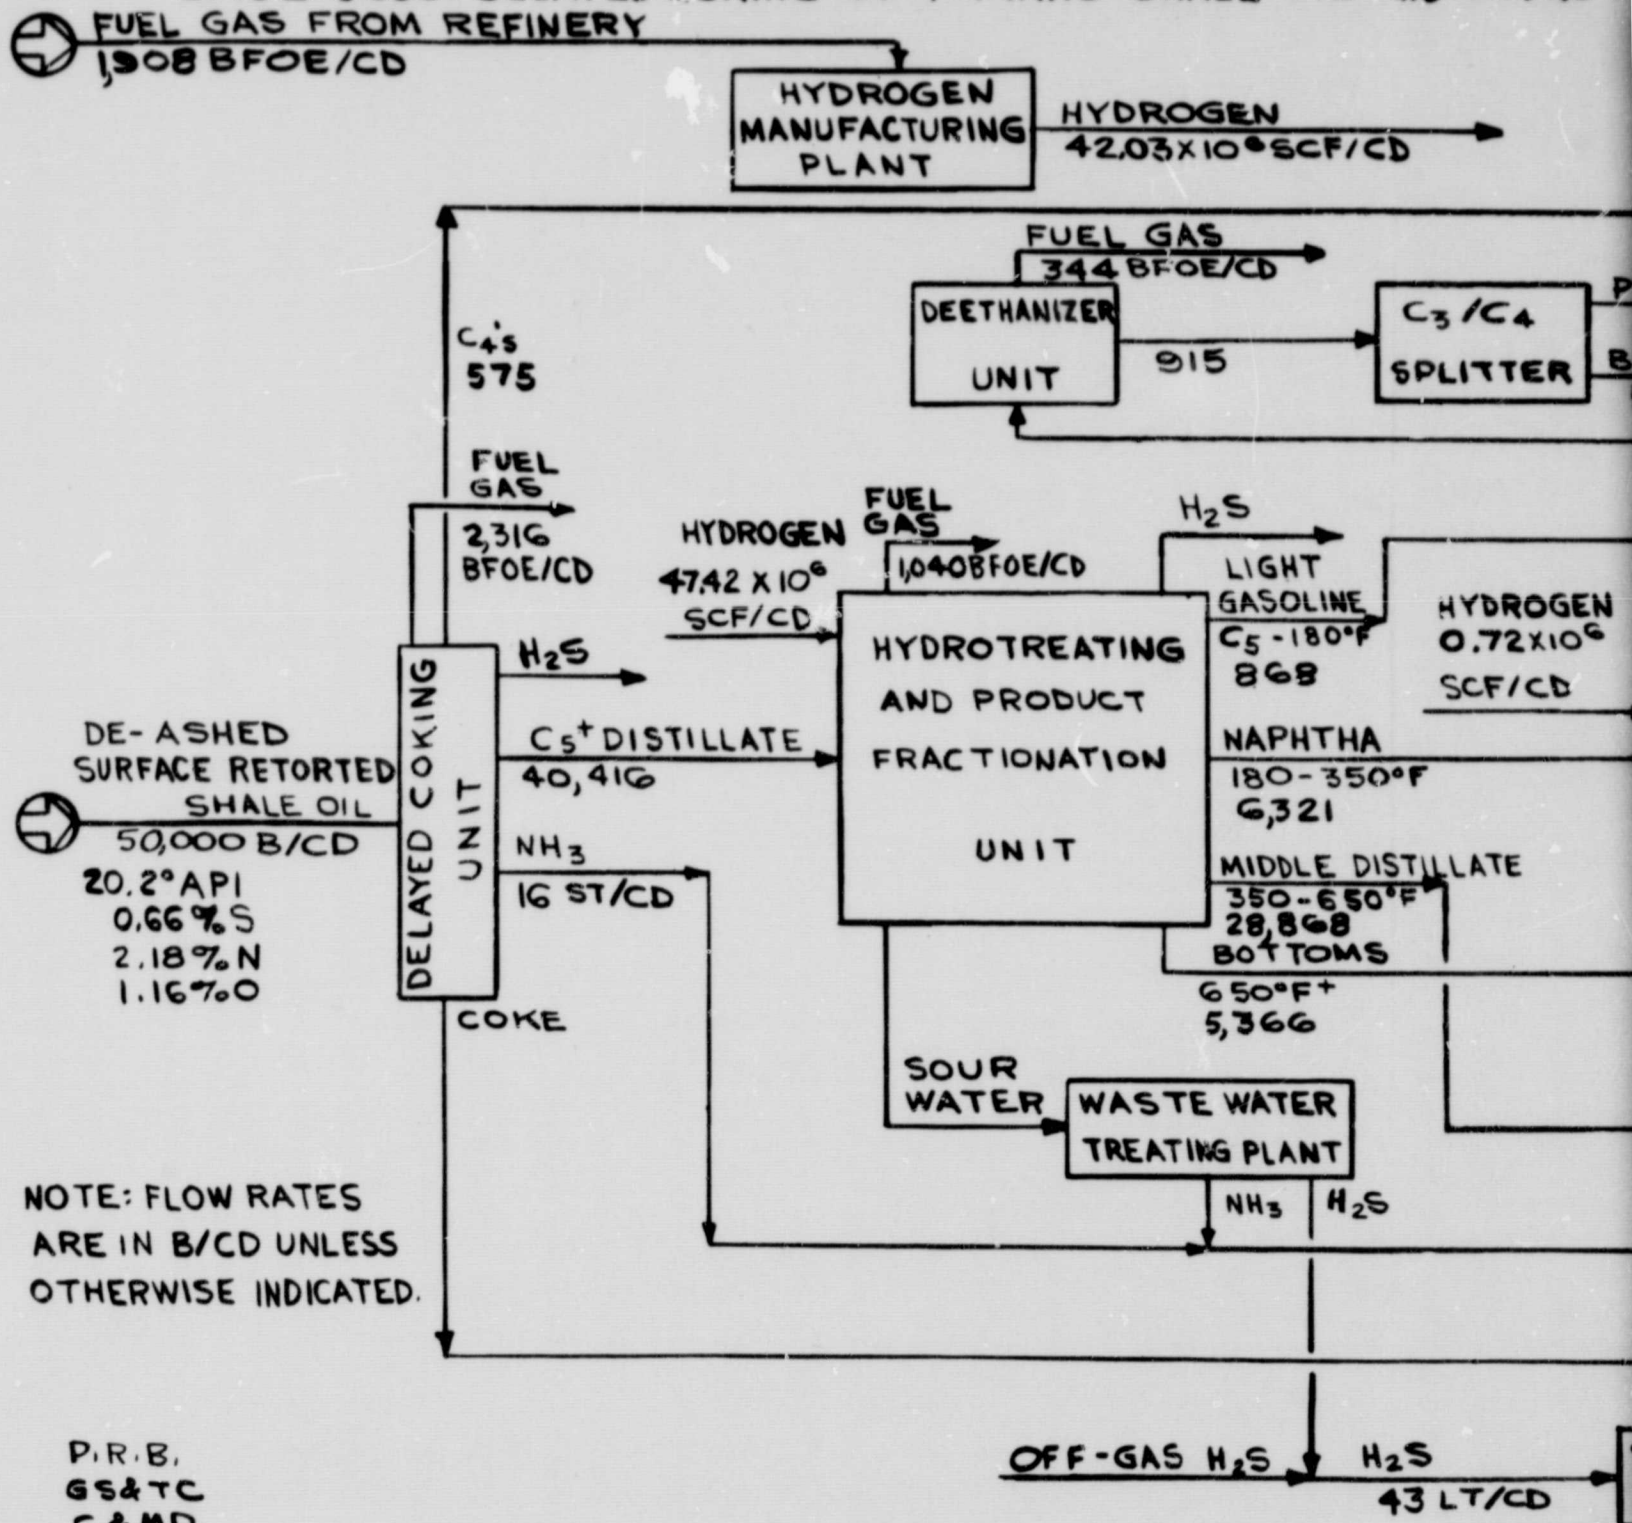 FUEL GAS FROM REFINERY
1,908 BFOE/CD
HYDROGEN
MANUFACTURING
PLANT
HYDROGEN
42.03X10⁶ SCF/CD
FUEL GAS
344 BFOE/CD
DEETHANIZER
UNIT
915
C₃/C₄
SPLITTER
P
B
C₄'s
575
FUEL
GAS
2,316
BFOE/CD
HYDROGEN
47.42 X 10⁶
SCF/CD
FUEL
GAS
1,040BFOE/CD
H₂S
LIGHT
GASOLINE
C₅-180°F
868
HYDROGEN
0.72X10⁶
SCF/CD
DELAYED COKING
UNIT
H₂S
C₅⁺ DISTILLATE
40,416
NH₃
16 ST/CD
HYDROTREATING
AND PRODUCT
FRACTIONATION
UNIT
NAPHTHA
180-350°F
6,321
MIDDLE DISTILLATE
350-650°F
28,868
BOTTOMS
650°F+
5,366
DE-ASHED
SURFACE RETORTED
SHALE OIL
50,000 B/CD
20.2° API
0.66%S
2.18%N
1.16%O
COKE
SOUR
WATER
WASTE WATER
TREATING PLANT
NH₃
H₂S
NOTE: FLOW RATES
ARE IN B/CD UNLESS
OTHERWISE INDICATED.
OFF-GAS H₂S
H₂S
43 LT/CD
P.R.B.
GS&TC